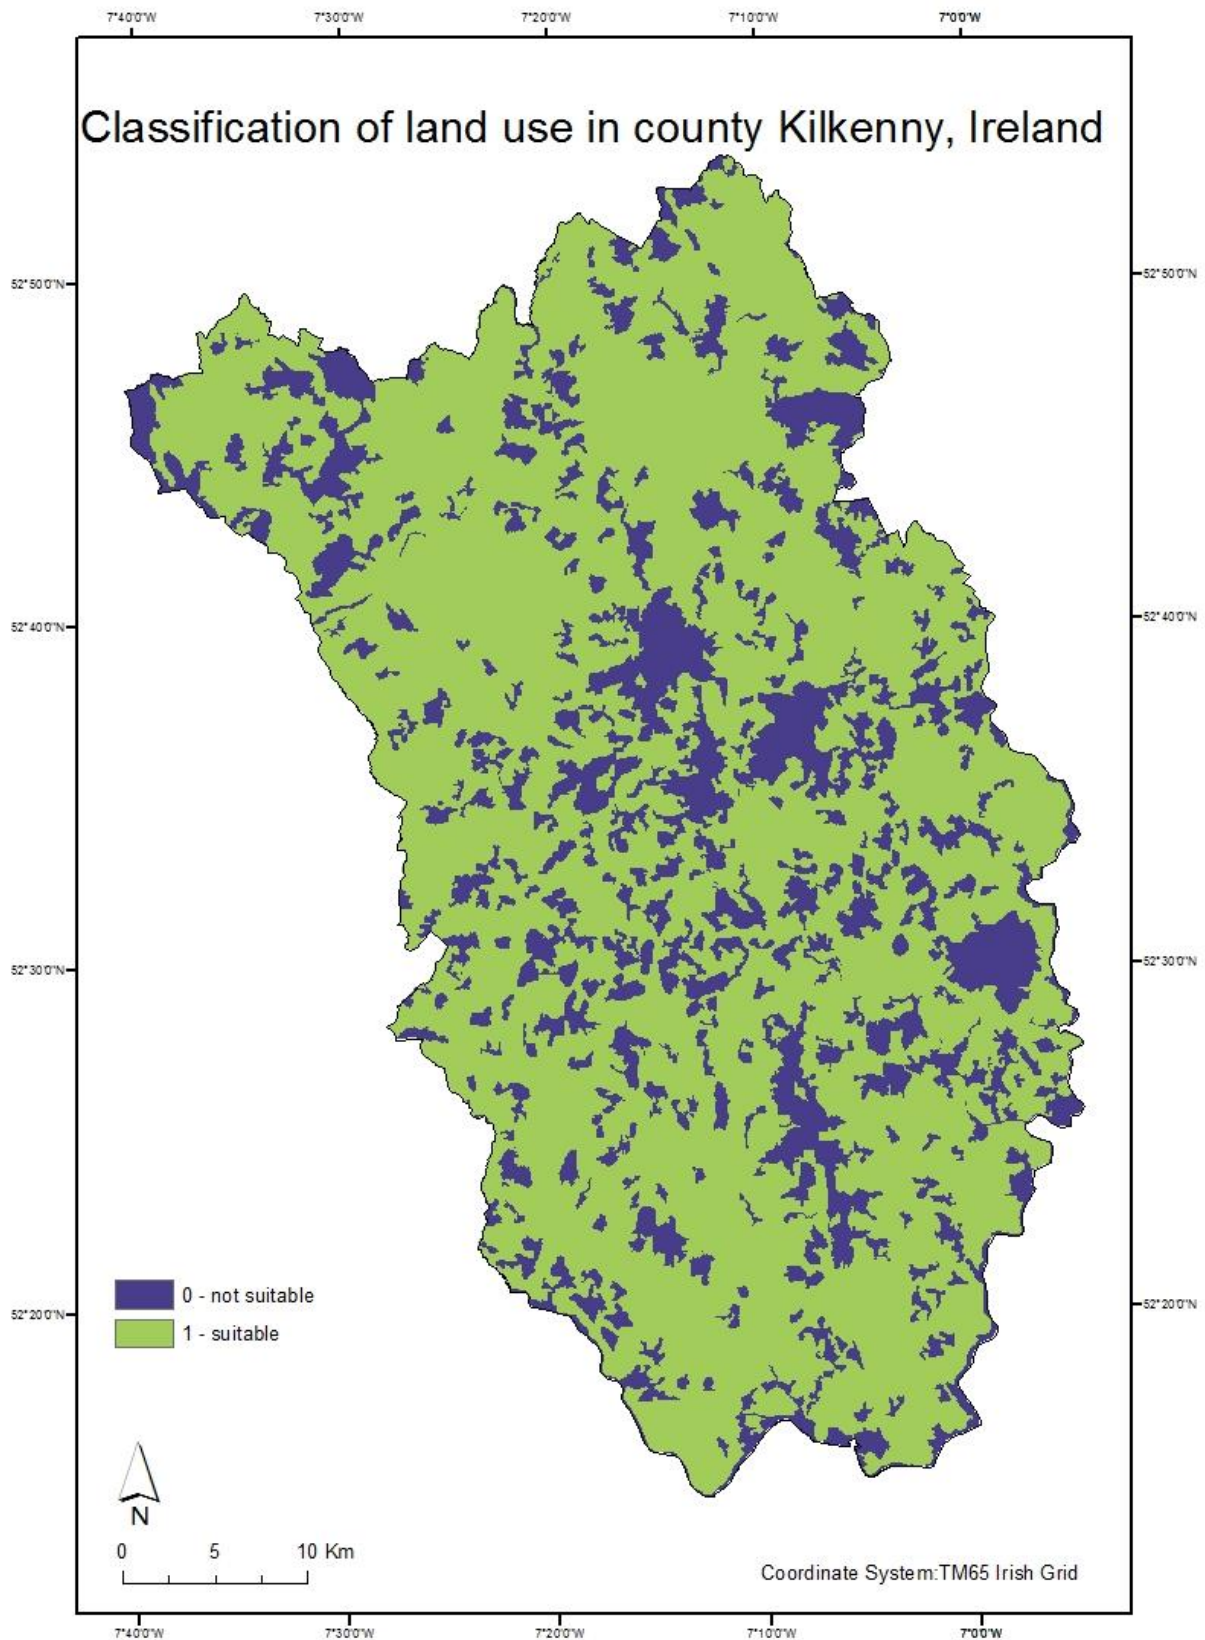 7°40'0"W 7°30'0"W 7°20'0"W 7°10'0"W 7°0'0"W
Classification of land use in county Kilkenny, Ireland
52°50'0"N 52°50'0"N
52°40'0"N 52°40'0"N
52°30'0"N 52°30'0"N
0 - not suitable
52°20'0"N 52°20'0"N
1 - suitable
N
0 5 10 Km
Coordinate System:TM65 Irish Grid
7°40'0"W 7°30'0"W 7°20'0"W 7°10'0"W 7°0'0"W